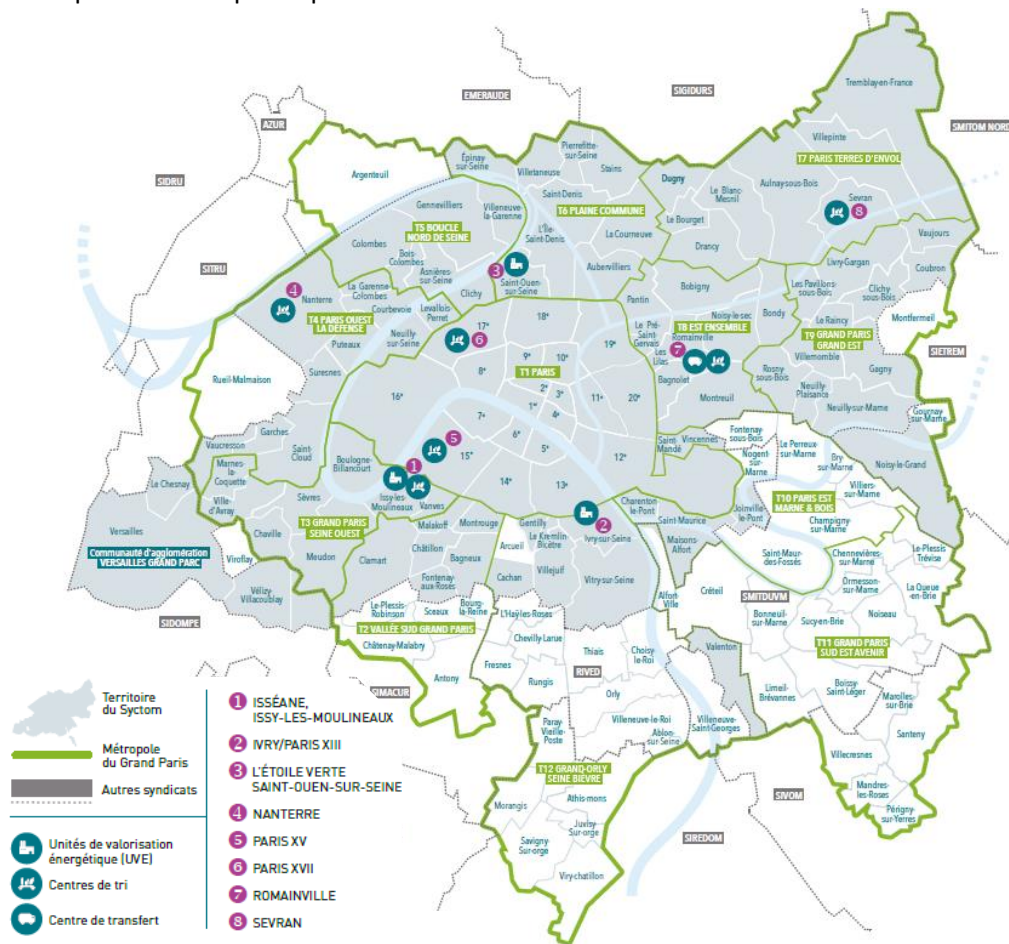 EMERAUDE
SIGIDURS
AZUR
SMITOM NORD
SIDRU
SITRU
SIETREM
SIDOMPE
SIMACUR
RIVED
SMITDUVM
SIVOM
SIREDOM
Tremblay-en-France
Villepinte
T7 PARIS TERRES D'ENVOL
Aulnay-sous-Bois
Sevran
8
Le Blanc-
Mesnil
Dugny
Le Bourget
Drancy
Vaujours
Livry-Gargan
Coubron
Clichy
sous-Bois
Les Pavillons-
sous-Bois
Montfermeil
Le Raincy
T9 GRAND PARIS
GRAND EST
Villemomble
Gagny
Rosny-
sous-Bois
Neuilly-
Plaisance
Neuilly-sur-Marne
Gournay-
sur-Marne
Noisy-le-Grand
Argenteuil
Épinay
sur-Seine
Pierrefitte-
sur-Seine
Villetaneuse
Stains
Saint-Denis
T6 PLAINE COMMUNE
L'Île
Saint-Denis
La Courneuve
Aubervilliers
Gennevilliers
Villeneuve-
la-Garenne
T5 BOUCLE
NORD DE SEINE
Colombes
Bois-
Colombes
Asnières-
sur-Seine
3
Saint-Ouen
sur-Seine
Clichy
4
Nanterre
La Garenne
Colombes
T4 PARIS OUEST
LA DÉFENSE
Courbevoie
Levallois-
Perret
Neuilly-
sur-Seine
Puteaux
Suresnes
Rueil-Malmaison
Pantin
Bobigny
Noisy-le-sec
Bondy
Le Pré-
Saint-
Gervais
T8 EST ENSEMBLE
Romainville
Les
Lilas
7
Bagnolet
Montreuil
17e
18e
19e
6
9e
10e
T1 PARIS
8e
2e
3e
1er
4e
11e
20e
16e
7e
6e
5
15e
5e
12e
14e
13e
Vaucresson
Garches
Marnes-
la-
Coquette
Saint-
Cloud
Boulogne-
Billancourt
1
Issy-les-
Moulineaux
Vanves
Le Chesnay
Versailles
Communauté d'agglomération
VERSAILLES GRAND PARC
Ville-
d'Avray
Sèvres
T3 GRAND PARIS
SEINE OUEST
Chaville
Viroflay
Meudon
Vélizy-
Villacoublay
Clamart
Malakoff
Montrouge
Châtillon
Bagneux
Fontenay
aux-Roses
Le-Plessis
Robinson
Sceaux
Bourg-
la-Reine
T2 VALLÉE SUD GRAND PARIS
Châtenay-Malabry
Antony
Gentilly
Le Kremlin
Bicêtre
Arcueil
Cachan
Villejuif
Ivry-sur-Seine
2
Vitry-sur-Seine
L'Haÿ-les-Roses
Chevilly Larue
Fresnes
Rungis
Thiais
Choisy-
le-Roi
Orly
Villeneuve-le-Roi
Ablon-
sur-Seine
Villeneuve-
Saint-Georges
Paray-
Vieille-
Poste
T12 GRAND-ORLY
SEINE BIÈVRE
Athis-mons
Morangis
Juvisy-
Sur-orge
Savigny-
Sur-orge
Viry-chatillon
Saint-
Mandé
Vincennes
Fontenay
sous-Bois
Nogent-
sur-
Marne
Le Perreux-
sur-Marne
Bry-
sur-Marne
Villiers-
sur-Marne
T10 PARIS EST
MARNE & BOIS
Charenton
le-Pont
Saint-Maurice
Joinville-
le-Pont
Champigny-
sur-Marne
Maisons-
Alfort
Saint-Maur-
des-Fossés
Alfort-
Ville
Créteil
Chennevières-
sur-Marne
Le-Plessis
Trévise
Ormesson-
sur-Marne
La Queue-
en-Brie
Bonneuil-
sur-Marne
Sucy-en-Brie
Noiseau
T11 GRAND PARIS
SUD EST AVENIR
Valenton
Limeil-
Brévannes
Boissy-
Saint-Léger
Marolles-
sur-Brie
Santeny
Villecresnes
Mandres-
les-Roses
Périgny-
sur-Yerres
Territoire
du Syctom
Métropole
du Grand Paris
Autres syndicats
Unités de valorisation
énergétique (UVE)
Centres de tri
Centre de transfert
1 ISSÉANE,
ISSY-LES-MOULINEAUX
2 IVRY/PARIS XIII
3 L'ÉTOILE VERTE
SAINT-OUEN-SUR-SEINE
4 NANTERRE
5 PARIS XV
6 PARIS XVII
7 ROMAINVILLE
8 SEVRAN